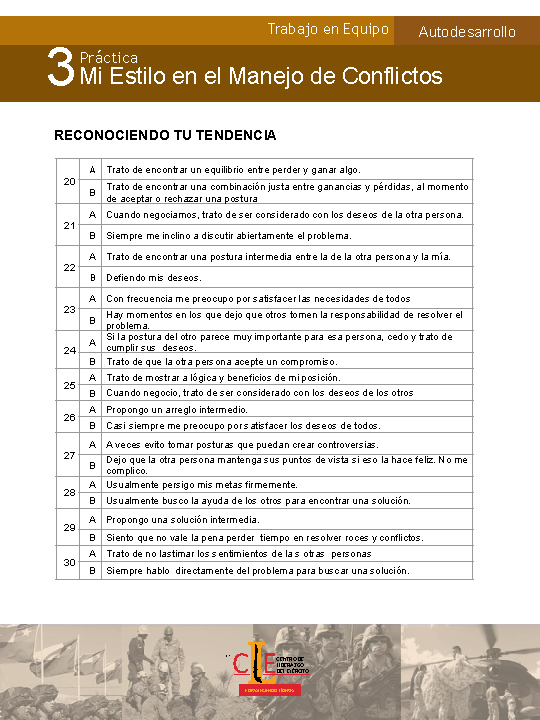 Trabajo en Equipo
Autodesarrollo
3
Práctica
Mi Estilo en el Manejo de Conflictos
RECONOCIENDO TU TENDENCIA
20
A Trato de encontrar un equilibrio entre perder y ganar algo.
B Trato de encontrar una combinación justa entre ganancias y pérdidas, al momento
de aceptar o rechazar una postura
21
A Cuando negociamos, trato de ser considerado con los deseos de la otra persona.
B Siempre me inclino a discutir abiertamente el problema.
22
A Trato de encontrar una postura intermedia entre la de la otra persona y la mía.
B Defiendo mis deseos.
23
A Con frecuencia me preocupo por satisfacer las necesidades de todos
B Hay momentos en los que dejo que otros tomen la responsabilidad de resolver el
problema.
24
A Si la postura del otro parece muy importante para esa persona, cedo y trato de
cumplir sus deseos.
B Trato de que la otra persona acepte un compromiso.
25
A Trato de mostrar a lógica y beneficios de mi posición.
B Cuando negocio, trato de ser considerado con los deseos de los otros
26
A Propongo un arreglo intermedio.
B Casi siempre me preocupo por satisfacer los deseos de todos.
27
A A veces evito tomar posturas que puedan crear controversias.
B Dejo que la otra persona mantenga sus puntos de vista si eso la hace feliz. No me
complico.
28
A Usualmente persigo mis metas firmemente.
B Usualmente busco la ayuda de los otros para encontrar una solución.
29
A Propongo una solución intermedia.
B Siento que no vale la pena perder tiempo en resolver roces y conflictos.
30
A Trato de no lastimar los sentimientos de la s otras personas
B Siempre hablo directamente del problema para buscar una solución.
CLE
CENTRO DE
LIDERAZGO
DEL EJÉRCITO